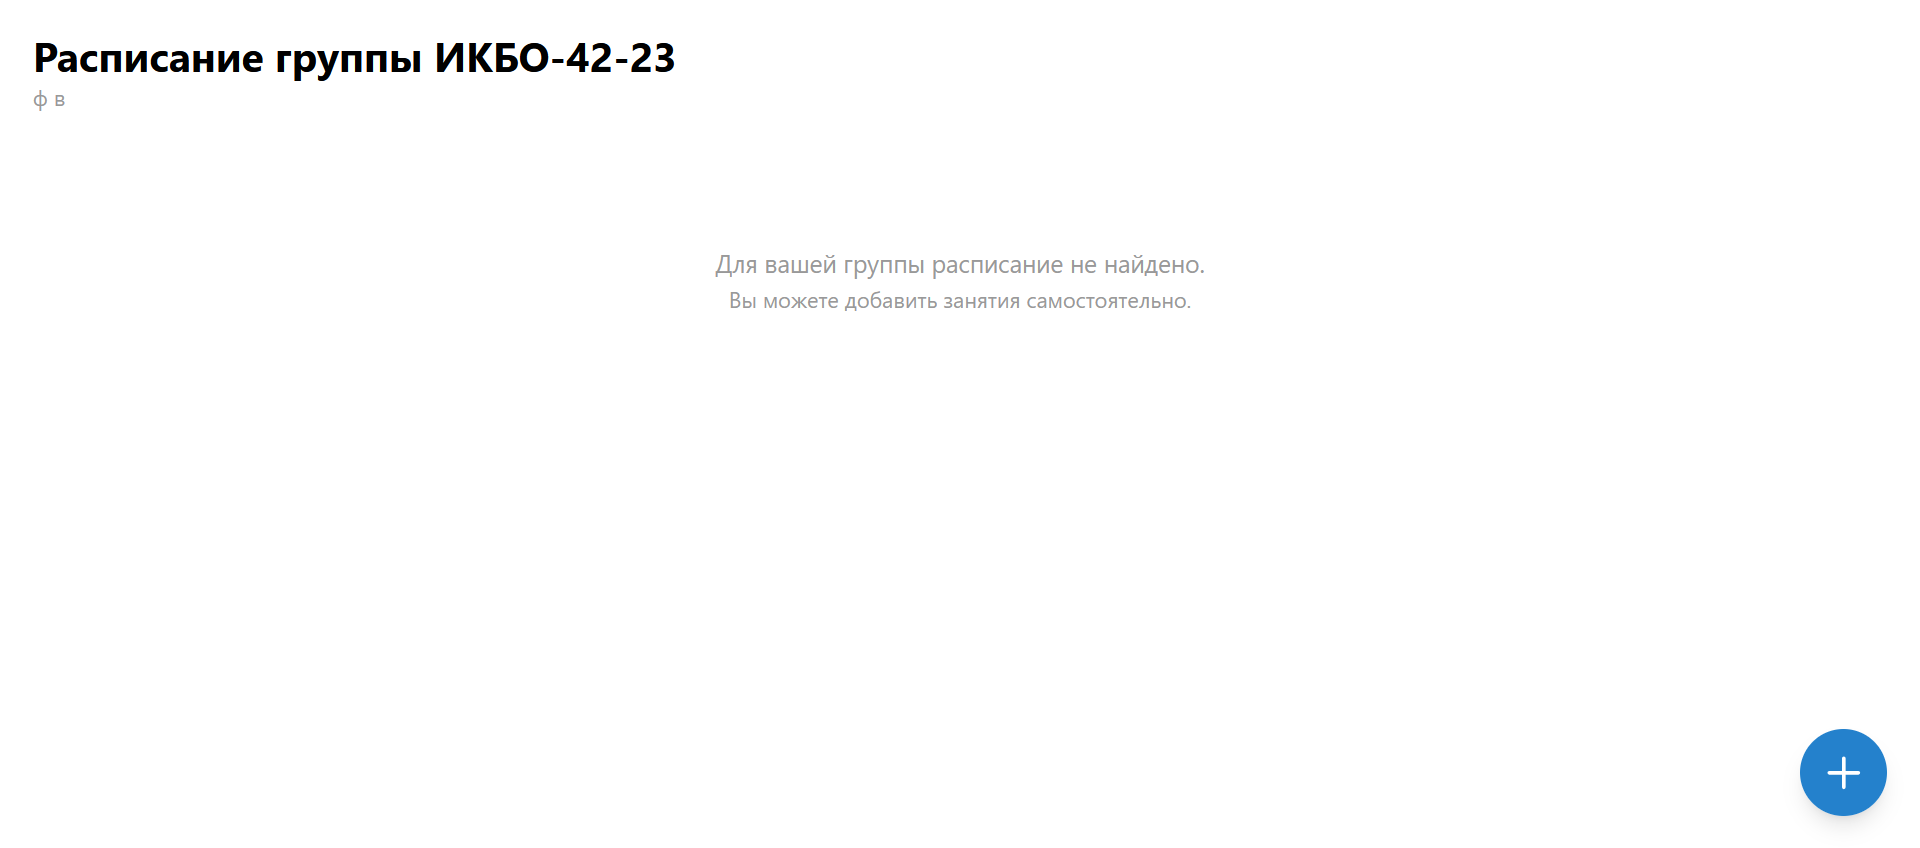 Расписание группы ИКБО-42-23
ф в
Для вашей группы расписание не найдено.
Вы можете добавить занятия самостоятельно.